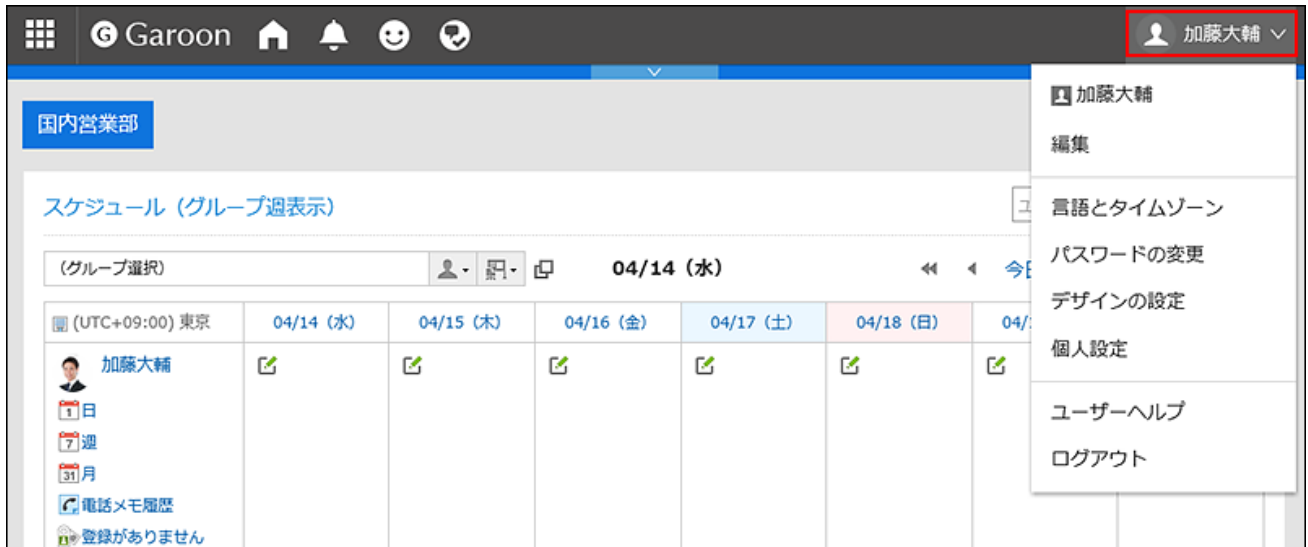 Garoon
加藤大輔
加藤大輔
編集
言語とタイムゾーン
パスワードの変更
デザインの設定
個人設定
ユーザーヘルプ
ログアウト
国内営業部
スケジュール（グループ週表示）
（グループ選択）
04/14（水）
(UTC+09:00) 東京 04/14（水） 04/15（木） 04/16（金） 04/17（土） 04/18（日） 04/
加藤大輔
1 日
7 週
31 月
電話メモ履歴
登録がありません